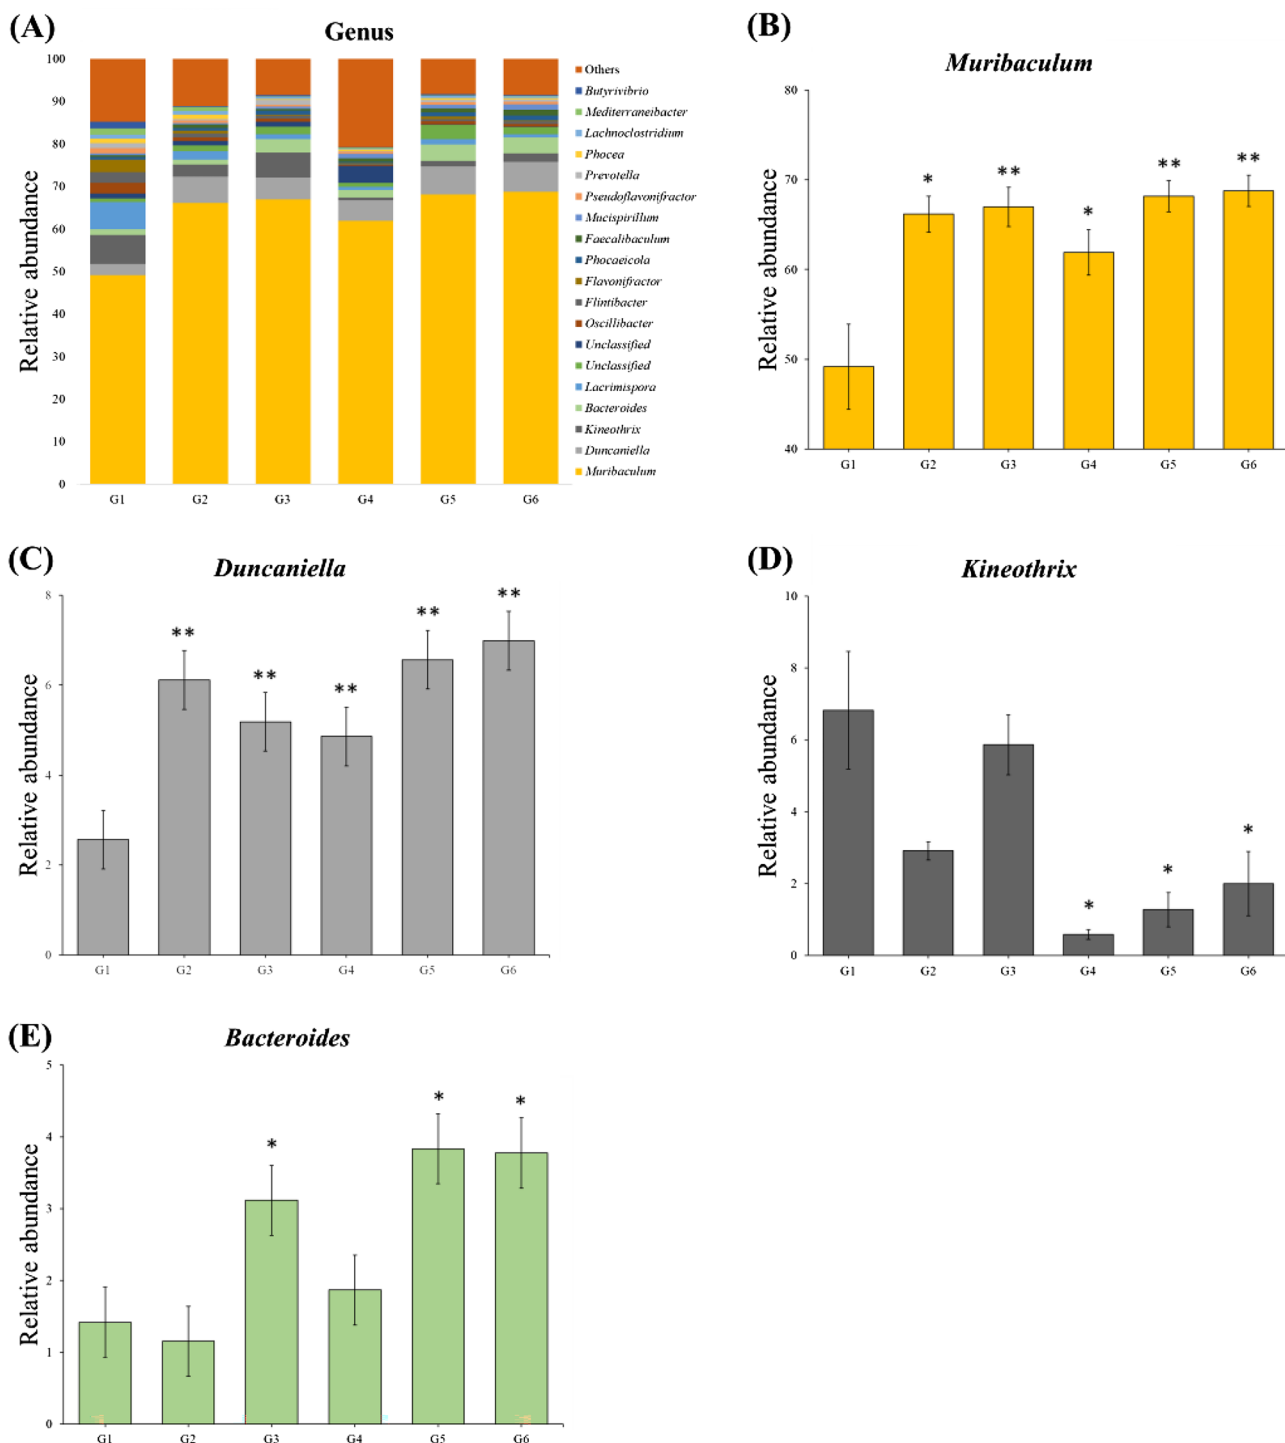 (A)
Genus
Relative abundance
100
90
80
70
60
50
40
30
20
10
0
G1 G2 G3 G4 G5 G6
Others
Butyrivibrio
Mediterraneibacter
Lachnoclostridium
Phocea
Prevotella
Pseudoflavonifractor
Mucispirillum
Faecalibaculum
Phocaeicola
Flavonifractor
Flintibacter
Oscillibacter
Unclassified
Unclassified
Lacrimispora
Bacteroides
Kineothrix
Duncaniella
Muribaculum
(B)
Muribaculum
Relative abundance
80
70
60
50
40
* ** * ** **
G1 G2 G3 G4 G5 G6
(C)
Duncaniella
Relative abundance
8
6
4
2
0
** ** ** ** **
G1 G2 G3 G4 G5 G6
(D)
Kineothrix
Relative abundance
10
8
6
4
2
0
* * *
G1 G2 G3 G4 G5 G6
(E)
Bacteroides
Relative abundance
5
4
3
2
1
0
* * *
G1 G2 G3 G4 G5 G6